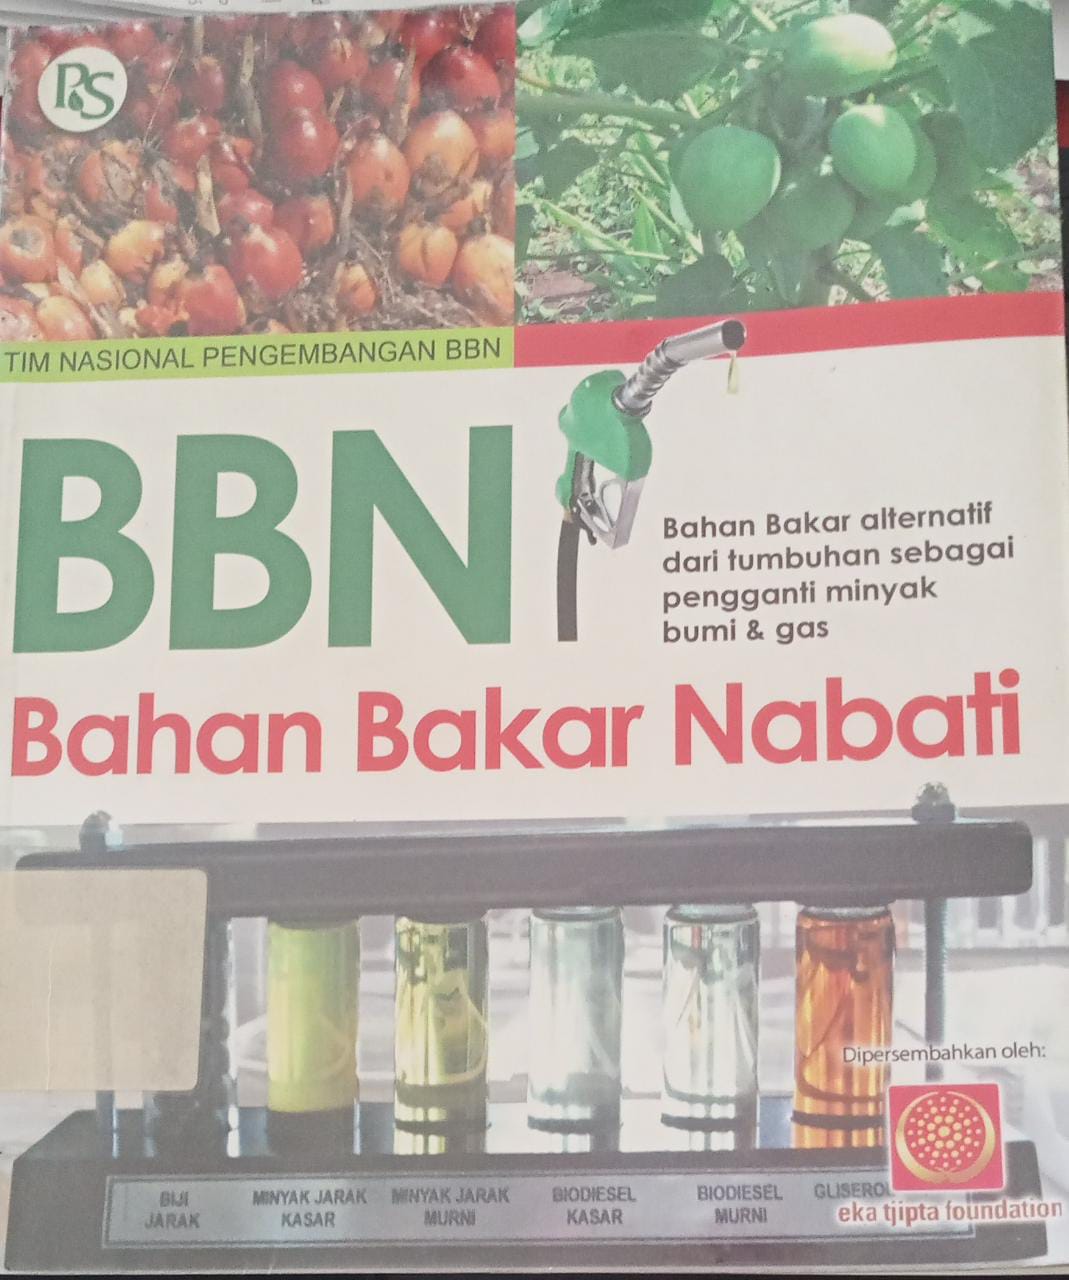 PS
TIM NASIONAL PENGEMBANGAN BBN
BBN
Bahan Bakar alternatif
dari tumbuhan sebagai
pengganti minyak
bumi & gas
Bahan Bakar Nabati
Dipersembahkan oleh:
BIJI
JARAK
MINYAK JARAK
KASAR
MINYAK JARAK
MURNI
BIODIESEL
KASAR
BIODIESEL
MURNI
GLISEROL
eka tjipta foundation